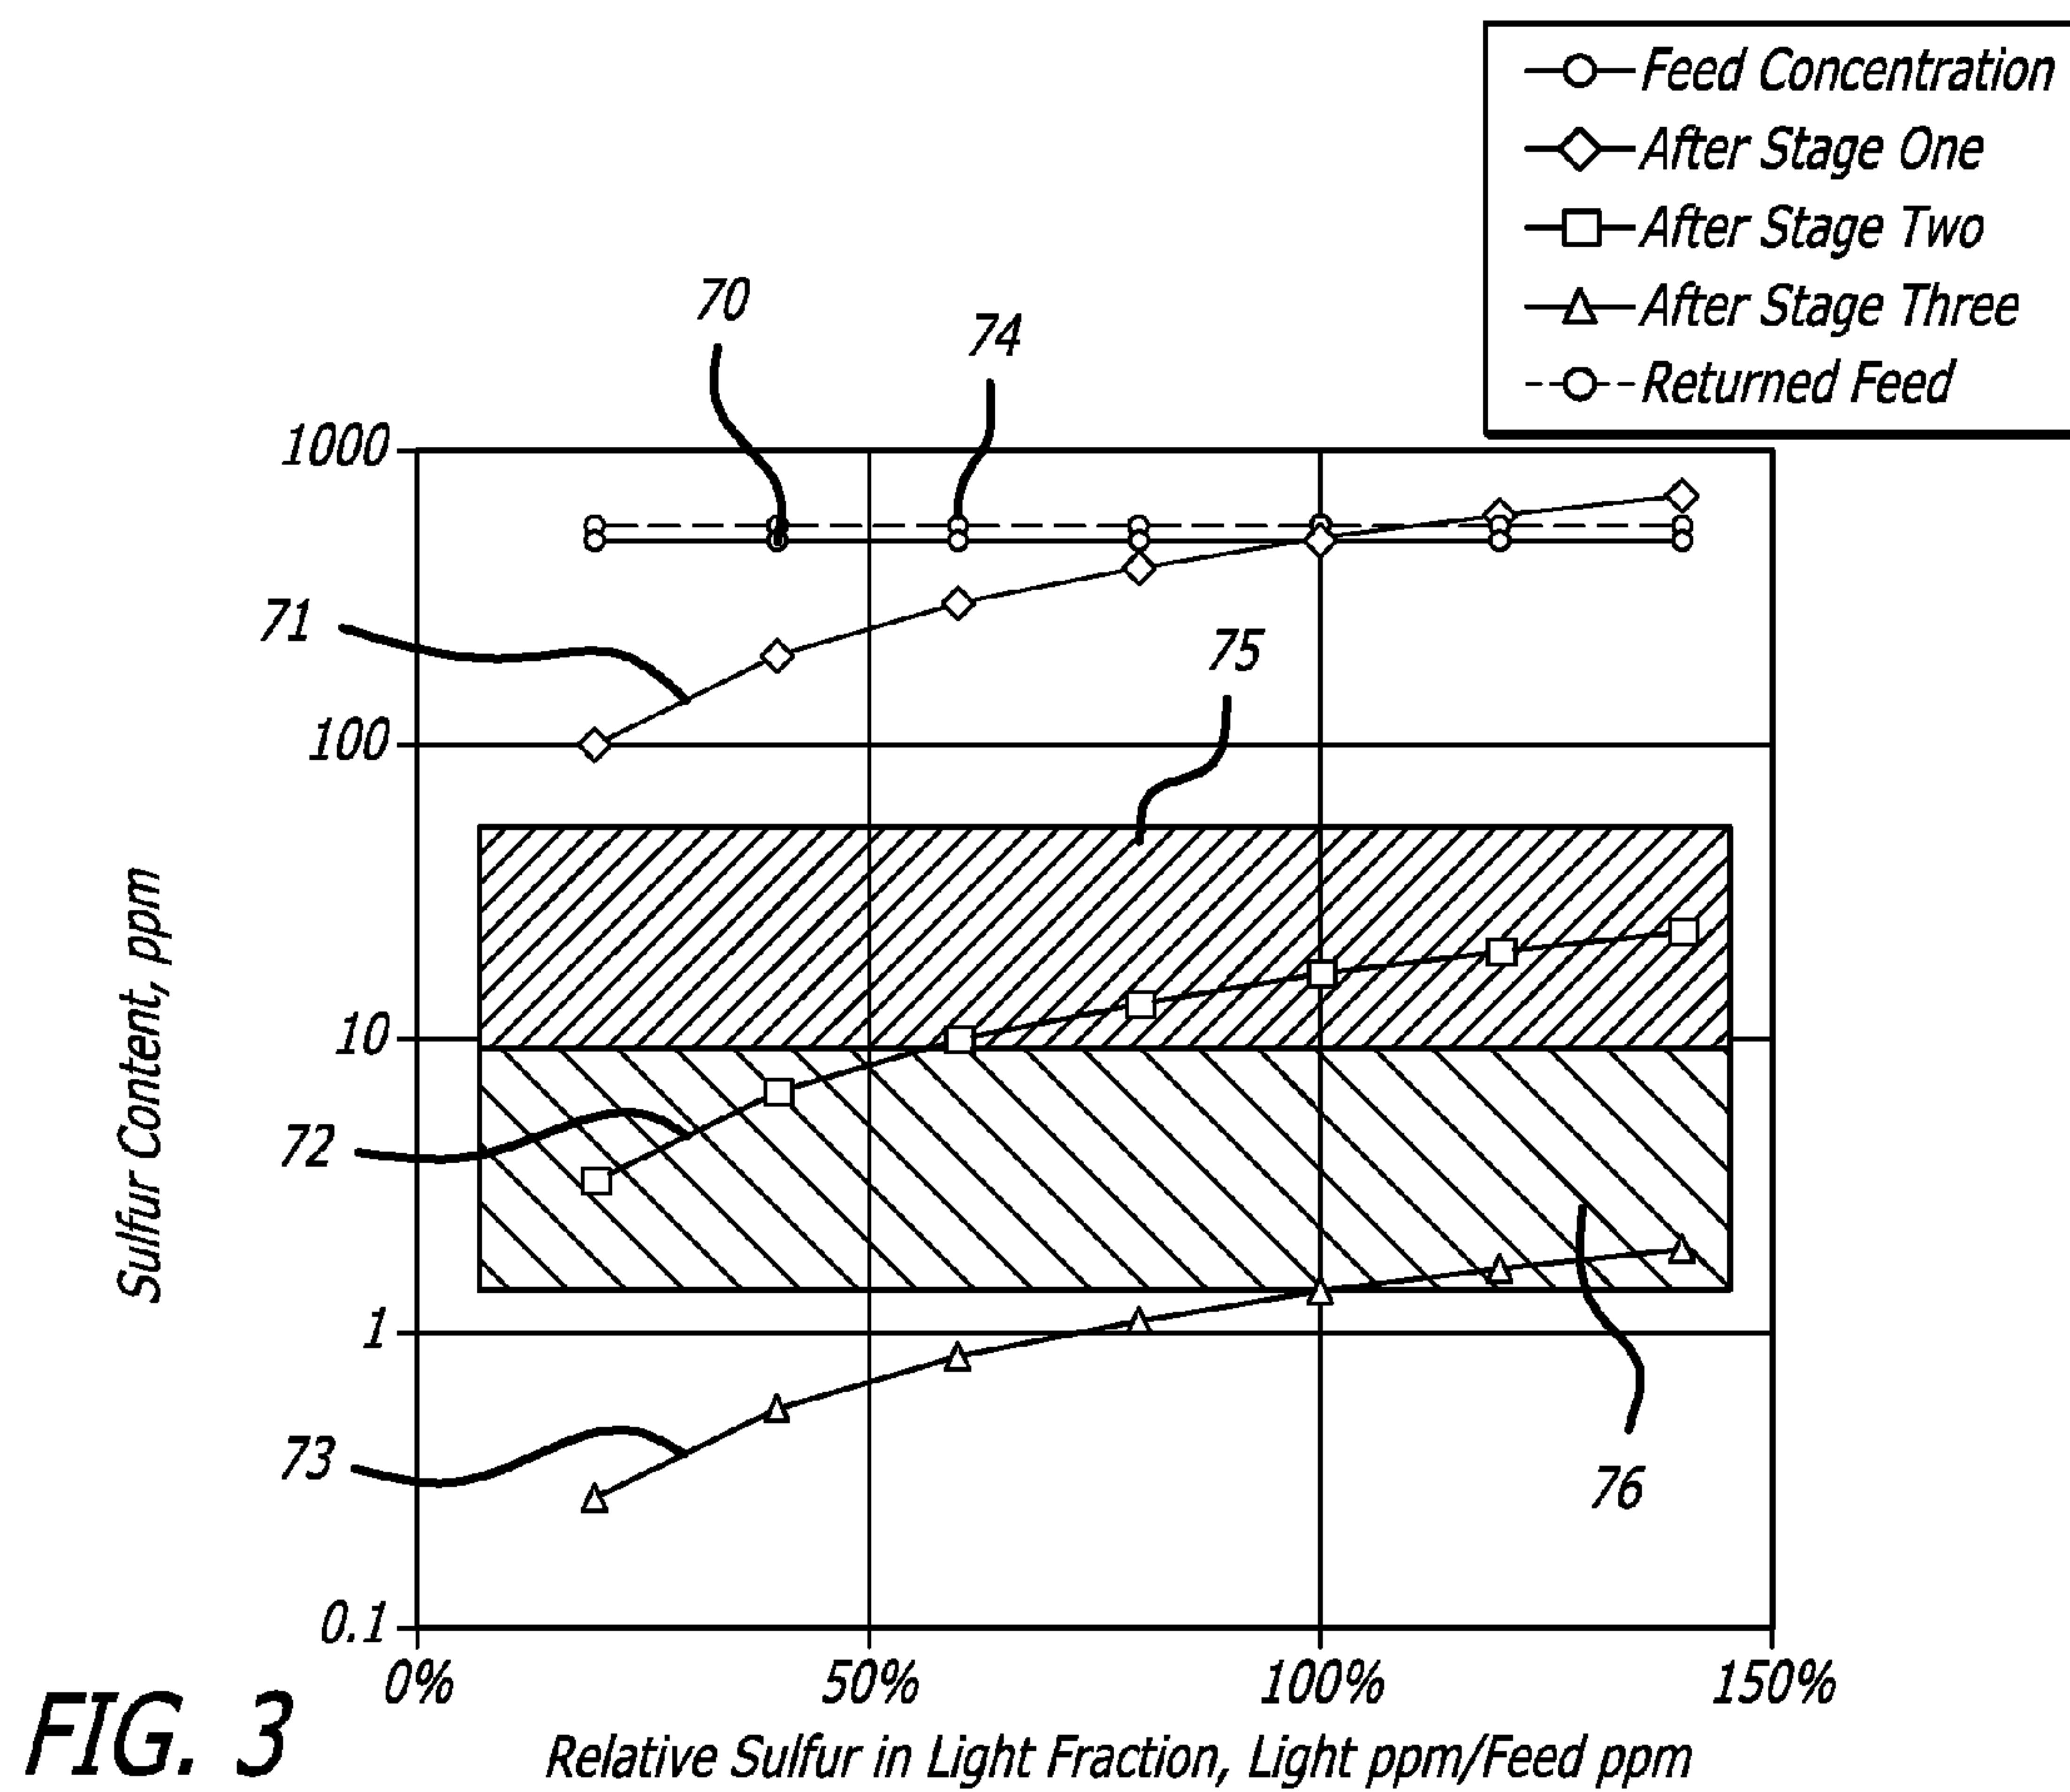 Feed Concentration
After Stage One
After Stage Two
After Stage Three
Returned Feed
70
74
1000
71
75
100
Sulfur Content, ppm
10
72
1
73
76
0.1
0% 50% 100% 150%
FIG. 3
Relative Sulfur in Light Fraction, Light ppm/Feed ppm